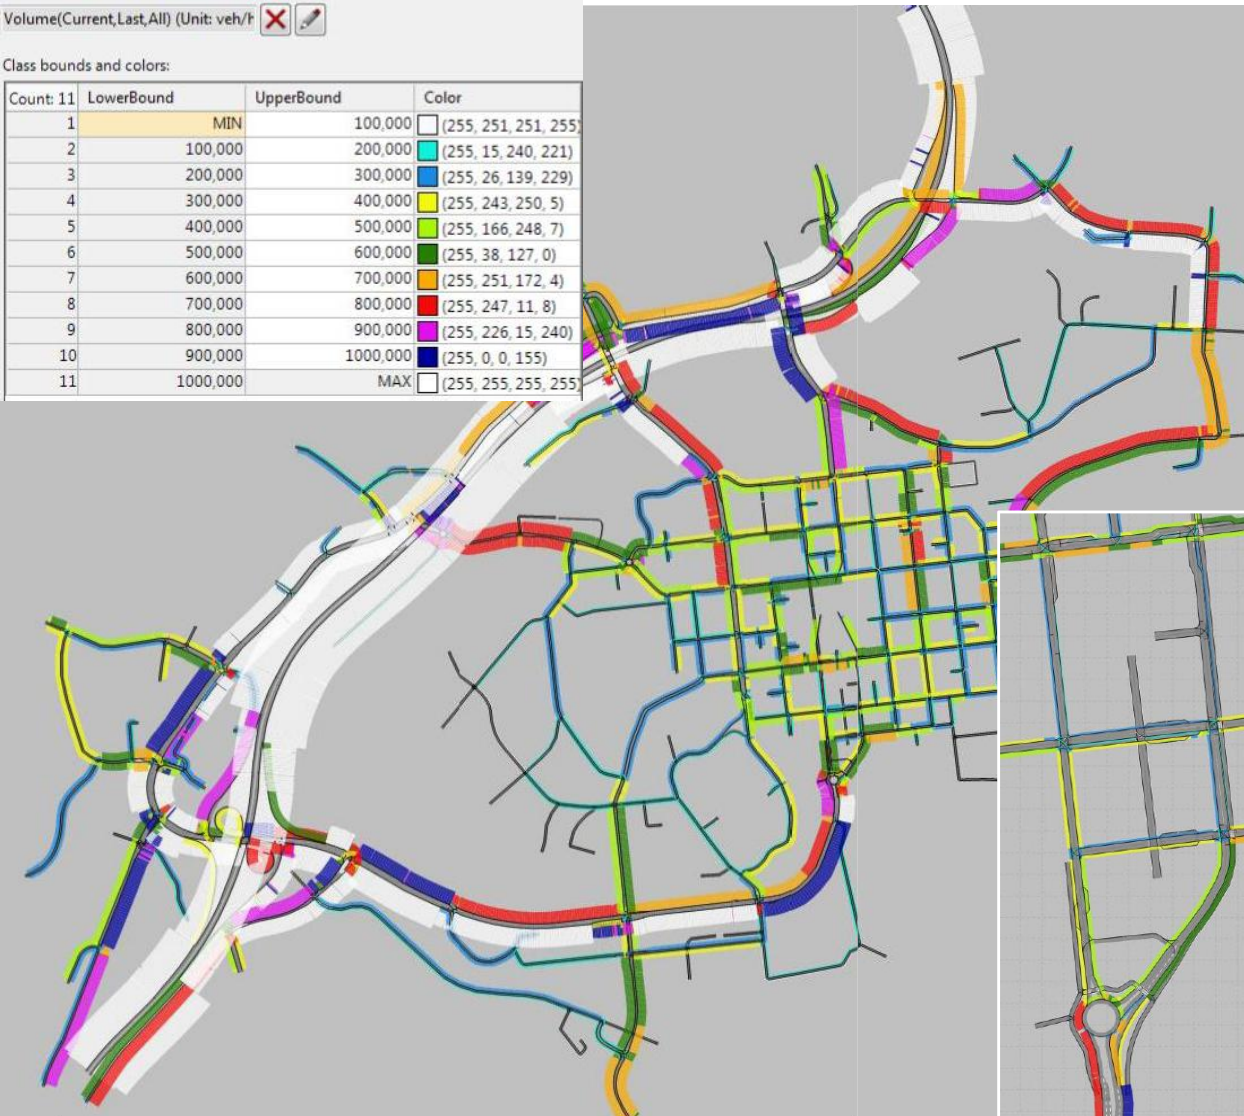 Volume(Current,Last,All) (Unit: veh/h
Class bounds and colors:
Count: 11 LowerBound UpperBound Color
1 MIN 100,000 (255, 251, 251, 255)
2 100,000 200,000 (255, 15, 240, 221)
3 200,000 300,000 (255, 26, 139, 229)
4 300,000 400,000 (255, 243, 250, 5)
5 400,000 500,000 (255, 166, 248, 7)
6 500,000 600,000 (255, 38, 127, 0)
7 600,000 700,000 (255, 251, 172, 4)
8 700,000 800,000 (255, 247, 11, 8)
9 800,000 900,000 (255, 226, 15, 240)
10 900,000 1000,000 (255, 0, 0, 155)
11 1000,000 MAX (255, 255, 255, 255)